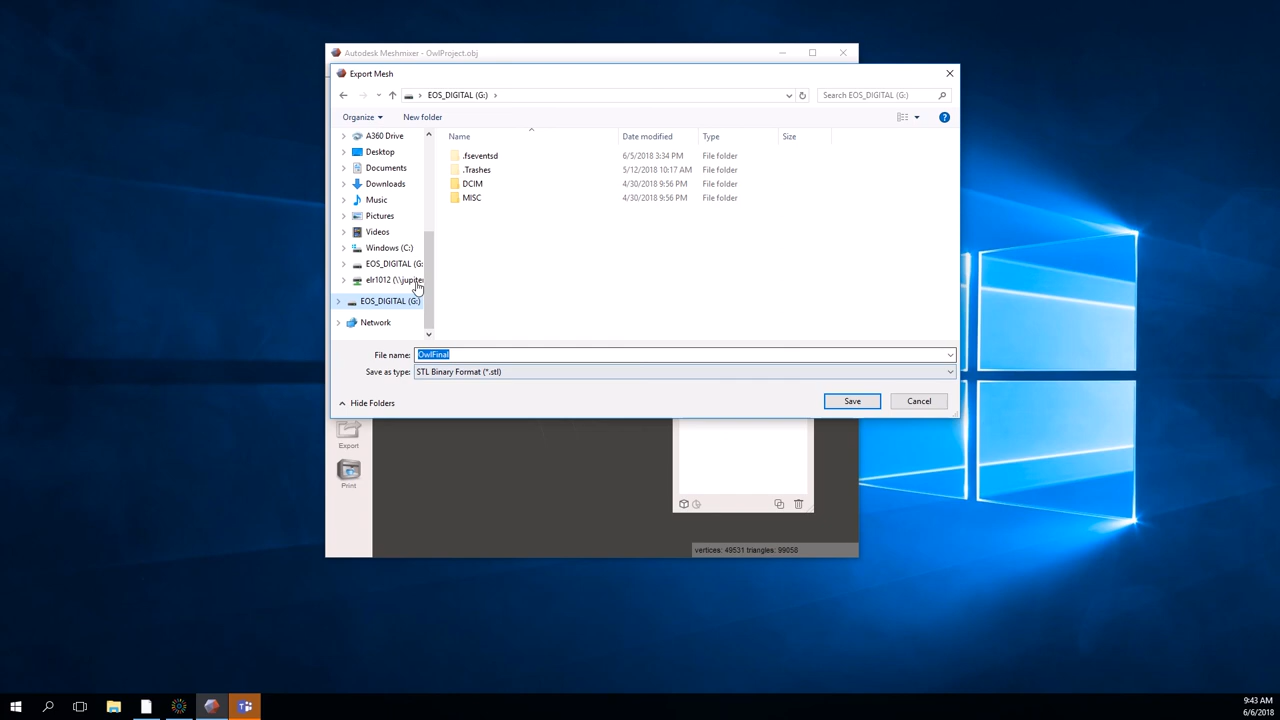 Autodesk Meshmixer - OwlProject.obj
Export Mesh
EOS_DIGITAL (G:)
Search EOS_DIGITAL (G:)
Organize
New folder
Name
Date modified
Type
Size
A360 Drive
Desktop
Documents
Downloads
Music
Pictures
Videos
Windows (C:)
EOS_DIGITAL (G:
elr1012 (\\jupite
EOS_DIGITAL (G:)
Network
.fseventsd 6/5/2018 3:34 PM File folder
.Trashes 5/12/2018 10:17 AM File folder
DCIM 4/30/2018 9:56 PM File folder
MISC 4/30/2018 9:56 PM File folder
File name: OwlFinal
Save as type: STL Binary Format (*.stl)
Hide Folders
Save
Cancel
Export
Print
vertices: 49531 triangles: 99058
9:43 AM
6/6/2018